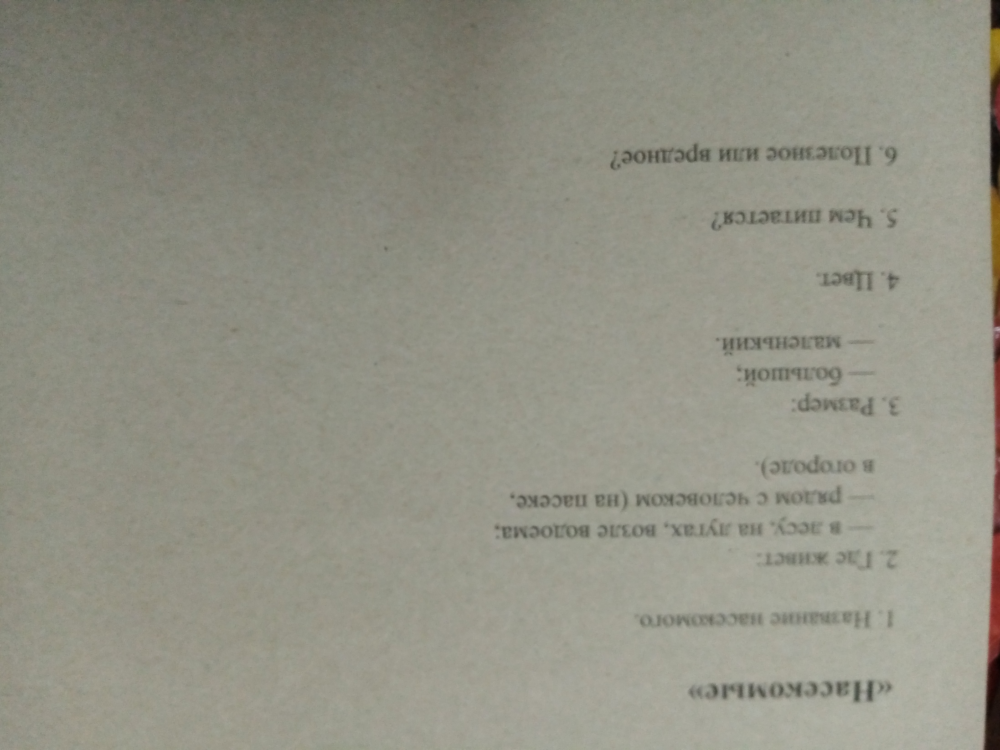 «Насекомые»
1. Название насекомого.
2. Где живет:
— в лесу, на лугах, возле водоема;
— рядом с человеком (на пасеке,
в огороде).
3. Размер:
— большой;
— маленький.
4. Цвет.
5. Чем питается?
6. Полезное или вредное?